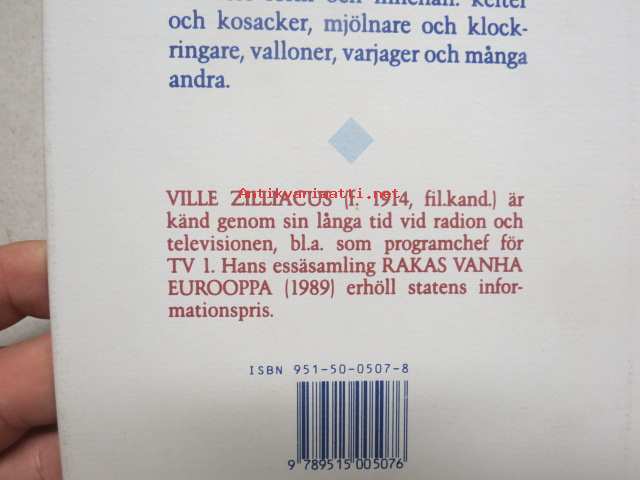 och kosacker, mjölnare och klock-
ringare, valloner, varjager och många
andra.
VILLE ZILLIACUS (f. 1914, fil.kand.) är
känd genom sin långa tid vid radion och
televisionen, bl.a. som programchef för
TV 1. Hans essäsamling RAKAS VANHA
EUROOPPA (1989) erhöll statens infor-
mationspris.
Antikvariaatti.net
ISBN 951-50-0507-8
9 789515 005076